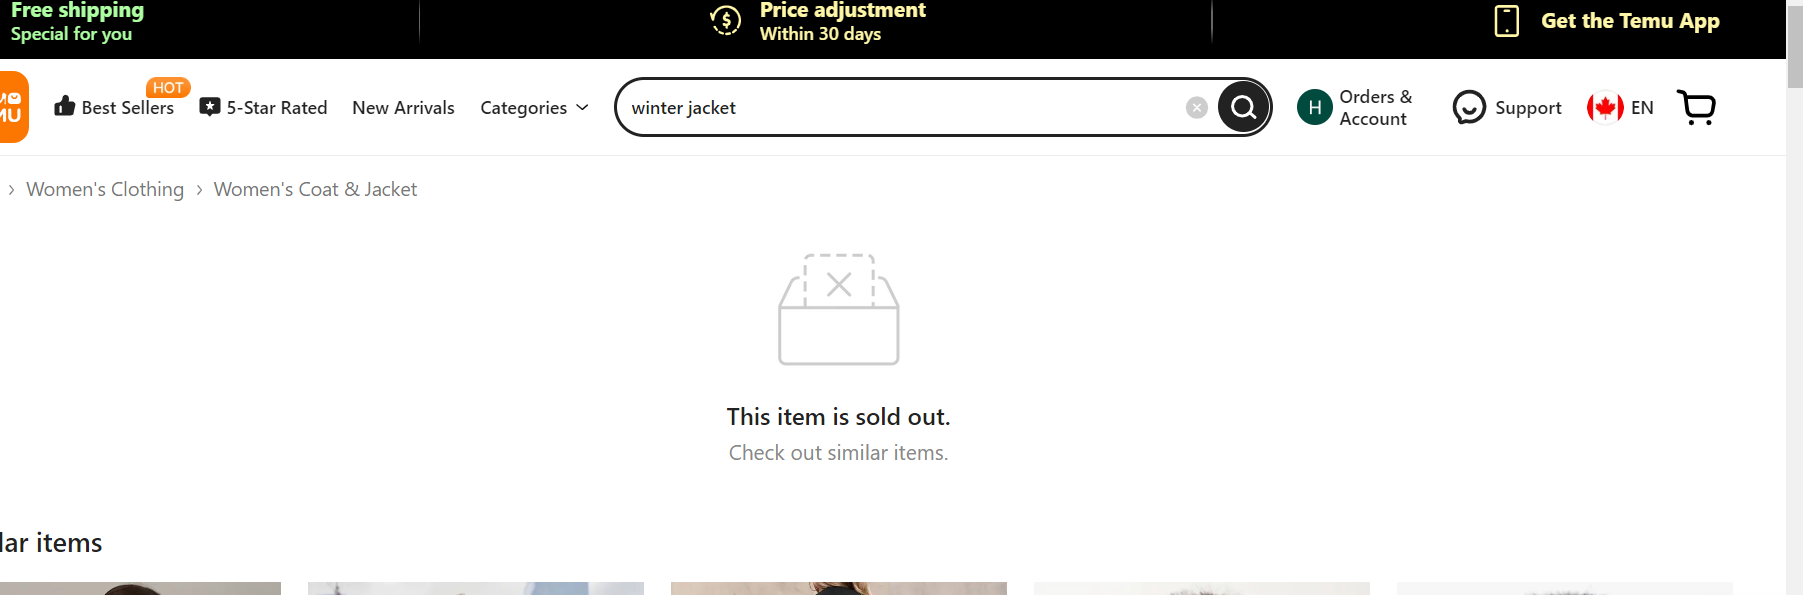 Free shipping
Special for you
Price adjustment
Within 30 days
Get the Temu App
MU
Best Sellers
HOT
5-Star Rated
New Arrivals
Categories
winter jacket
H
Orders &
Account
Support
EN
› Women's Clothing › Women's Coat & Jacket
This item is sold out.
Check out similar items.
lar items